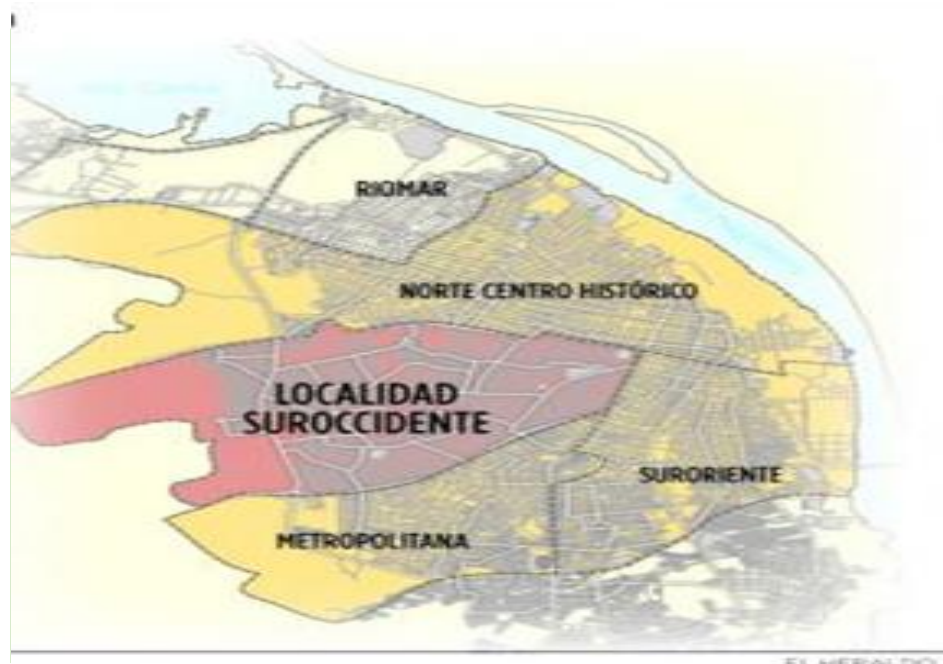 RIOMAR
NORTE CENTRO HISTÓRICO
LOCALIDAD
SUROCCIDENTE
SURORIENTE
METROPOLITANA